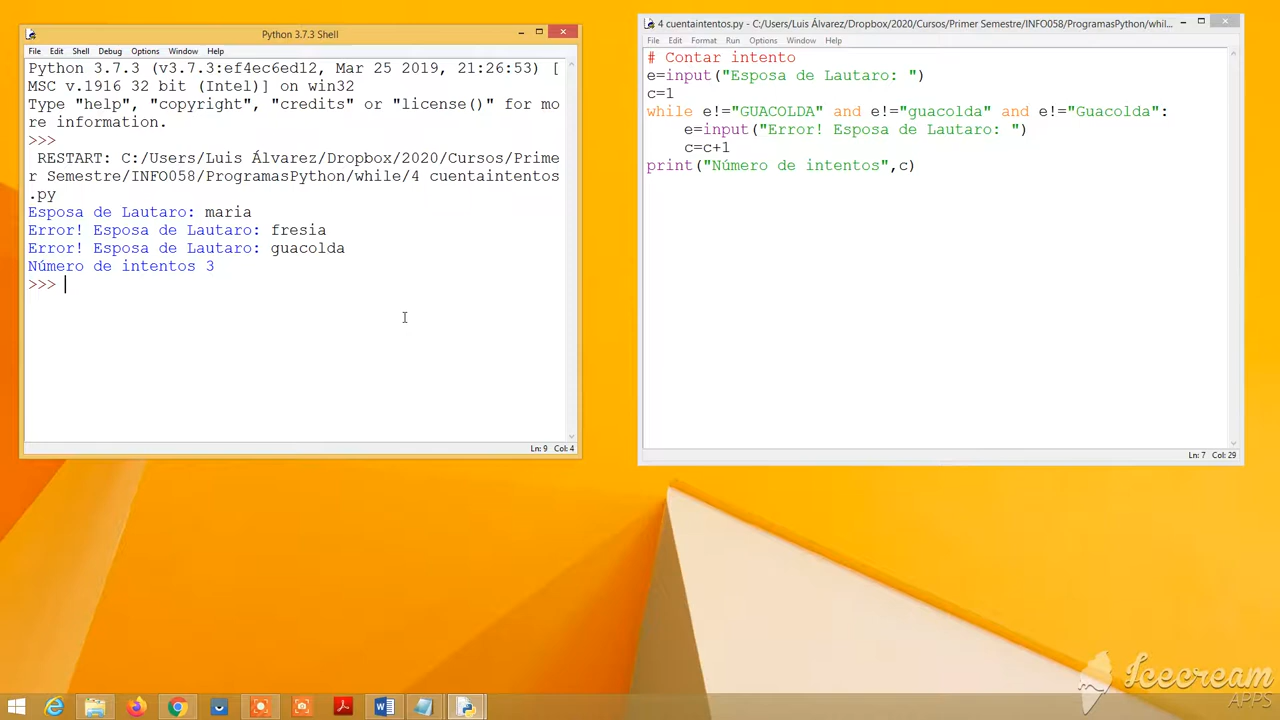 Python 3.7.3 Shell
File Edit Shell Debug Options Window Help
Python 3.7.3 (v3.7.3:ef4ec6ed12, Mar 25 2019, 21:26:53) [
MSC v.1916 32 bit (Intel)] on win32
Type "help", "copyright", "credits" or "license()" for mo
re information.
>>>
RESTART: C:/Users/Luis Álvarez/Dropbox/2020/Cursos/Prime
r Semestre/INFO058/ProgramasPython/while/4 cuentaintentos
.py
Esposa de Lautaro: maria
Error! Esposa de Lautaro: fresia
Error! Esposa de Lautaro: guacolda
Número de intentos 3
>>>
Ln: 9 Col: 4
4 cuentaintentos.py - C:/Users/Luis Álvarez/Dropbox/2020/Cursos/Primer Semestre/INFO058/ProgramasPython/while/4 c...
File Edit Format Run Options Window Help
# Contar intento
e=input("Esposa de Lautaro: ")
c=1
while e!="GUACOLDA" and e!="guacolda" and e!="Guacolda":
    e=input("Error! Esposa de Lautaro: ")
    c=c+1
print("Número de intentos",c)
Ln: 7 Col: 29
Icecream
APPS